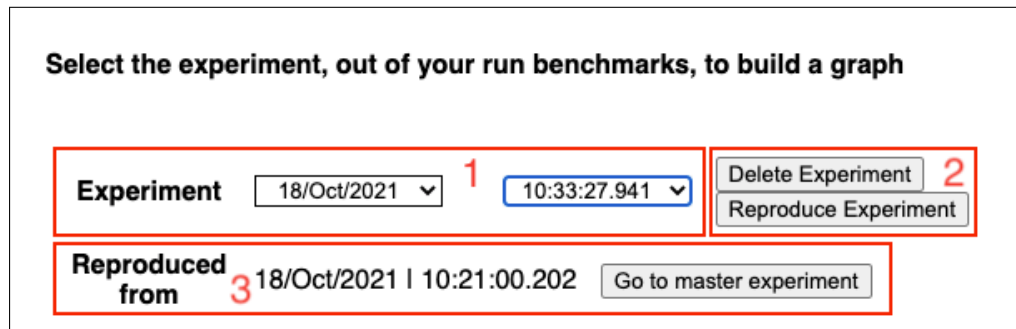 Select the experiment, out of your run benchmarks, to build a graph
Experiment 18/Oct/2021 1 10:33:27.941
Delete Experiment 2
Reproduce Experiment
Reproduced
from
3 18/Oct/2021 | 10:21:00.202 Go to master experiment